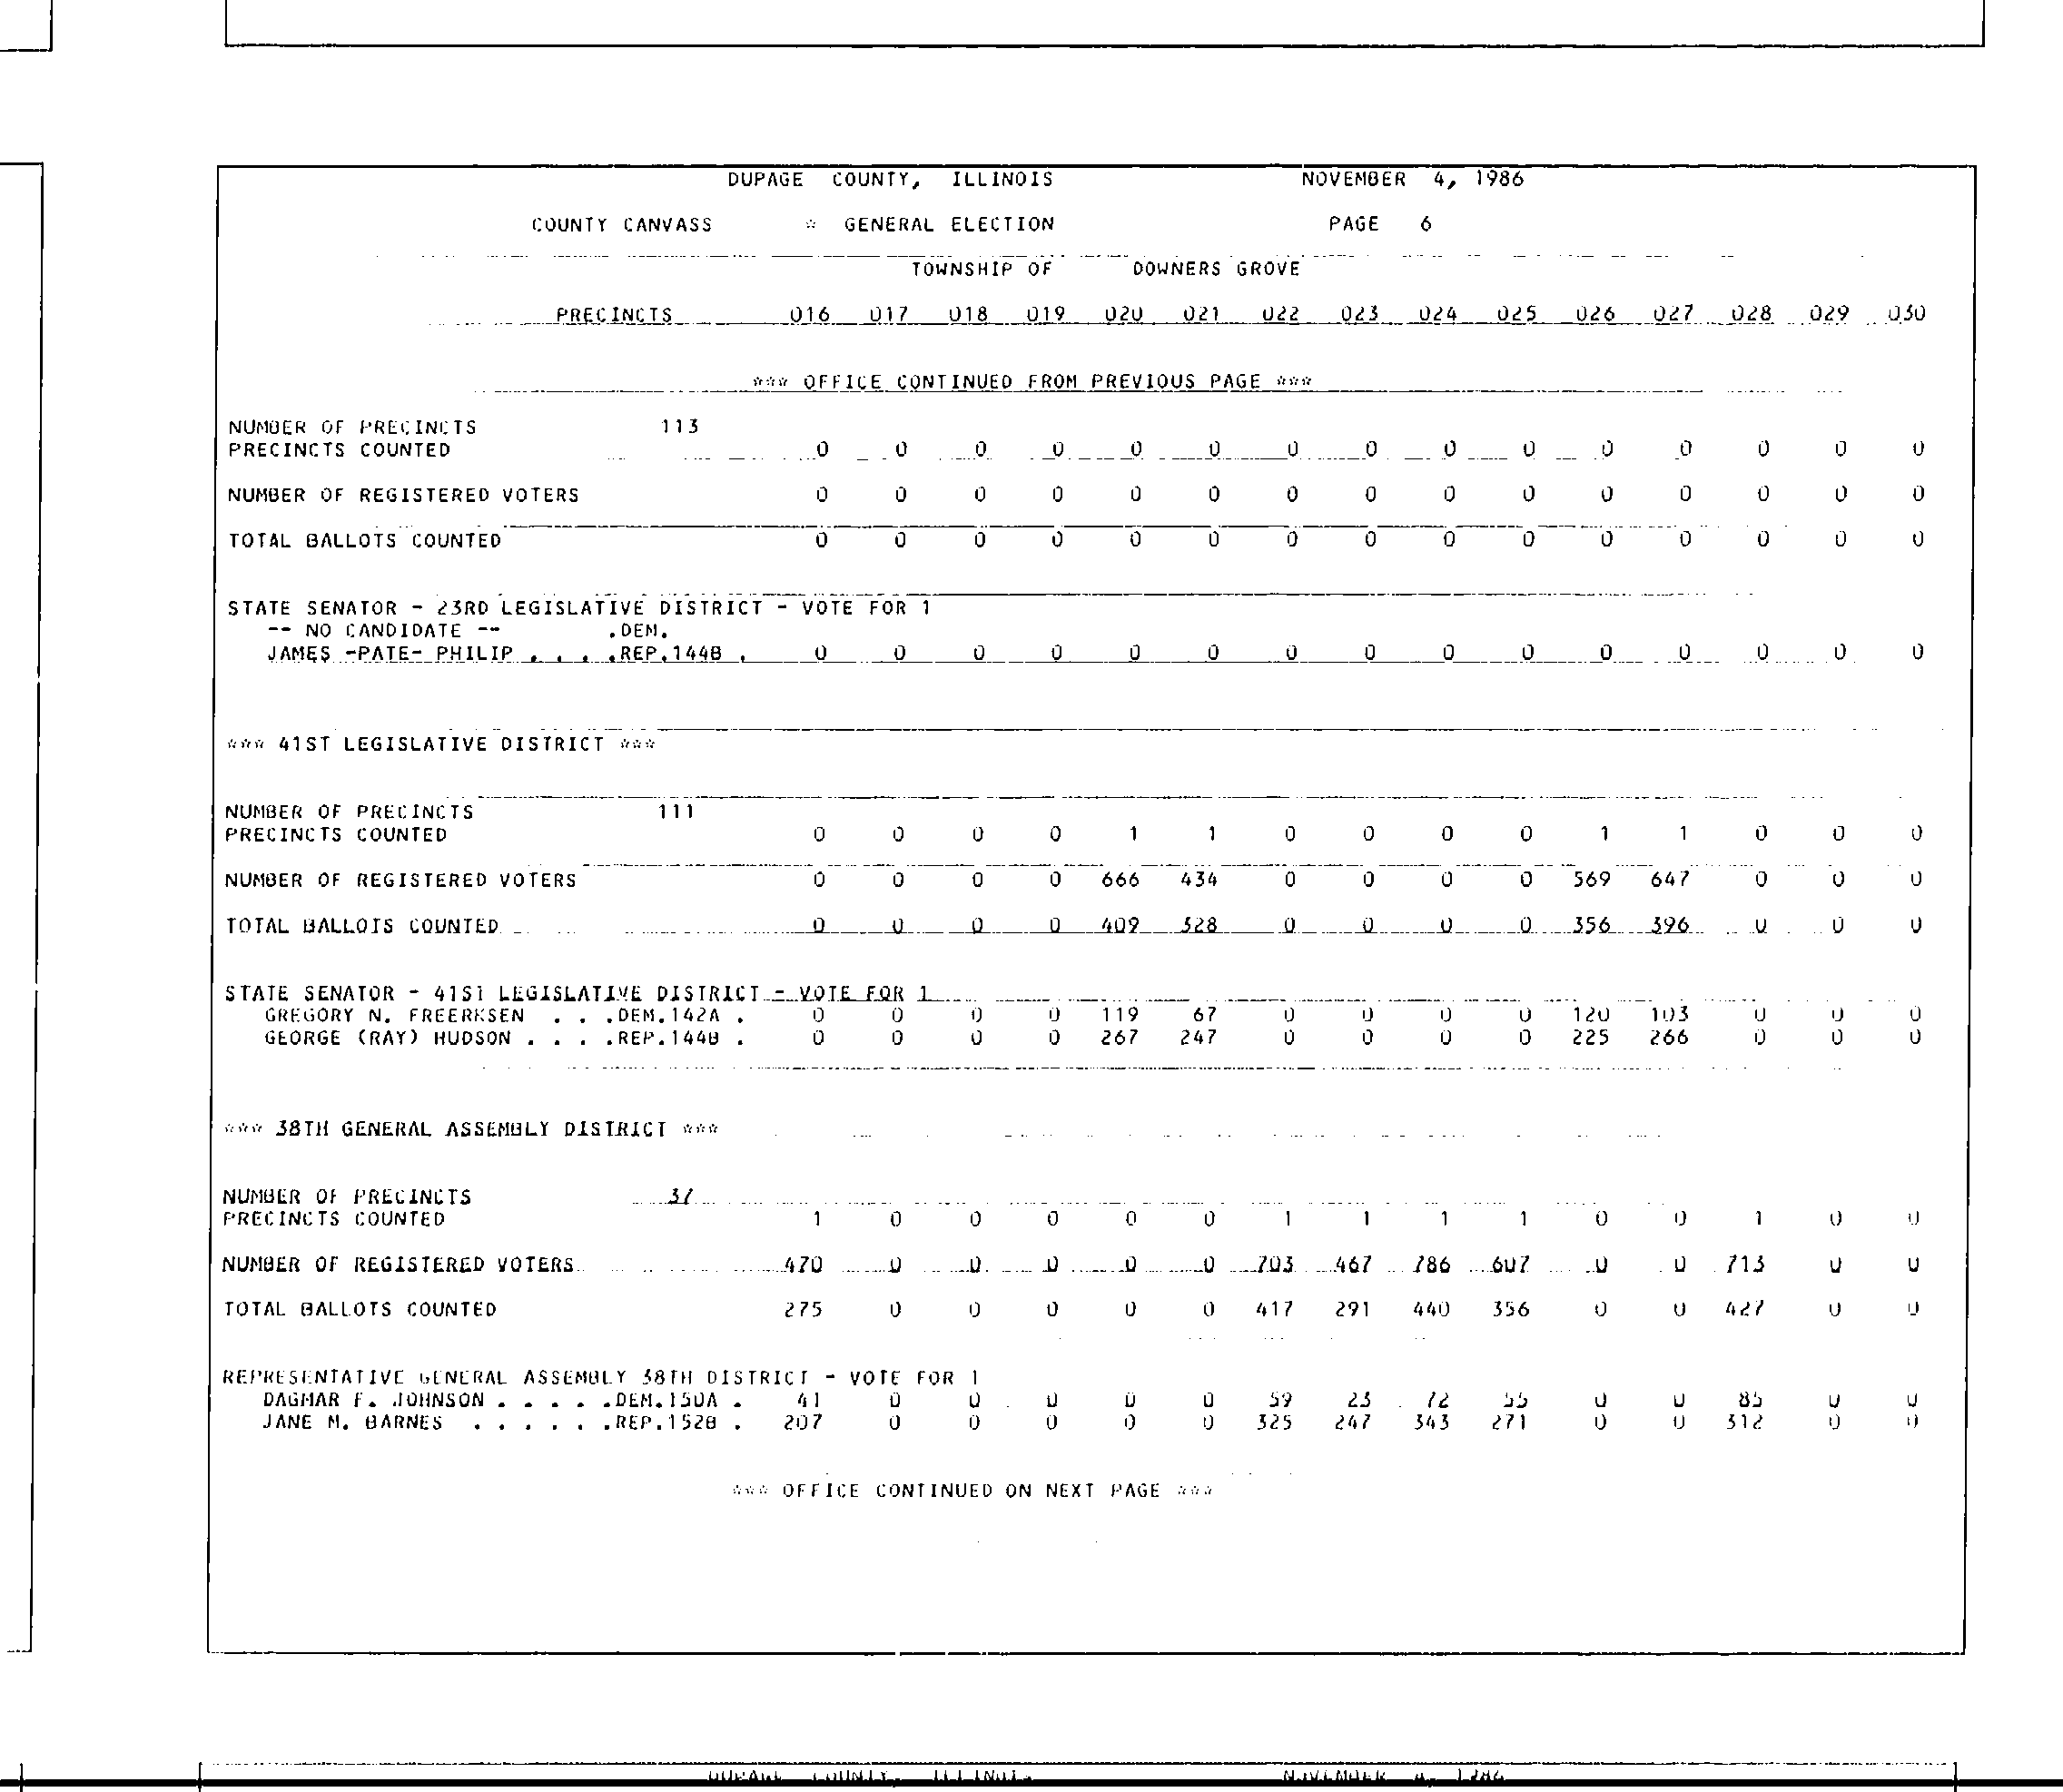 DUPAGE COUNTY, ILLINOIS NOVEMBER 4, 1986
COUNTY CANVASS * GENERAL ELECTION PAGE 6
TOWNSHIP OF DOWNERS GROVE
PRECINCTS 016 017 018 019 020 021 022 023 024 025 026 027 028 029 030
*** OFFICE CONTINUED FROM PREVIOUS PAGE ***
NUMBER OF PRECINCTS 113
PRECINCTS COUNTED 0 0 0 0 0 0 0 0 0 0 0 0 0 0 0
NUMBER OF REGISTERED VOTERS 0 0 0 0 0 0 0 0 0 0 0 0 0 0 0
TOTAL BALLOTS COUNTED 0 0 0 0 0 0 0 0 0 0 0 0 0 0 0
STATE SENATOR - 23RD LEGISLATIVE DISTRICT - VOTE FOR 1
-- NO CANDIDATE -- .DEM.
JAMES -PATE- PHILIP . . . .REP.144B . 0 0 0 0 0 0 0 0 0 0 0 0 0 0 0
*** 41ST LEGISLATIVE DISTRICT ***
NUMBER OF PRECINCTS 111
PRECINCTS COUNTED 0 0 0 0 1 1 0 0 0 0 1 1 0 0 0
NUMBER OF REGISTERED VOTERS 0 0 0 0 666 434 0 0 0 0 569 647 0 0 0
TOTAL BALLOTS COUNTED 0 0 0 0 409 328 0 0 0 0 356 396 0 0 0
STATE SENATOR - 41ST LEGISLATIVE DISTRICT - VOTE FOR 1
GREGORY N. FREERKSEN . . .DEM.142A . 0 0 0 0 119 67 0 0 0 0 120 103 0 0 0
GEORGE (RAY) HUDSON . . . .REP.144B . 0 0 0 0 267 247 0 0 0 0 225 266 0 0 0
*** 38TH GENERAL ASSEMBLY DISTRICT ***
NUMBER OF PRECINCTS 37
PRECINCTS COUNTED 1 0 0 0 0 0 1 1 1 1 0 0 1 0 0
NUMBER OF REGISTERED VOTERS 470 0 0 0 0 0 703 467 786 607 0 0 713 0 0
TOTAL BALLOTS COUNTED 275 0 0 0 0 0 417 291 440 356 0 0 427 0 0
REPRESENTATIVE GENERAL ASSEMBLY 38TH DISTRICT - VOTE FOR 1
DAGMAR F. JOHNSON . . . . .DEM.150A . 41 0 0 0 0 0 59 23 72 55 0 0 85 0 0
JANE M. BARNES . . . . . .REP.152B . 207 0 0 0 0 0 325 247 343 271 0 0 312 0 0
*** OFFICE CONTINUED ON NEXT PAGE ***
DUPAGE COUNTY, ILLINOIS NOVEMBER 4, 1986